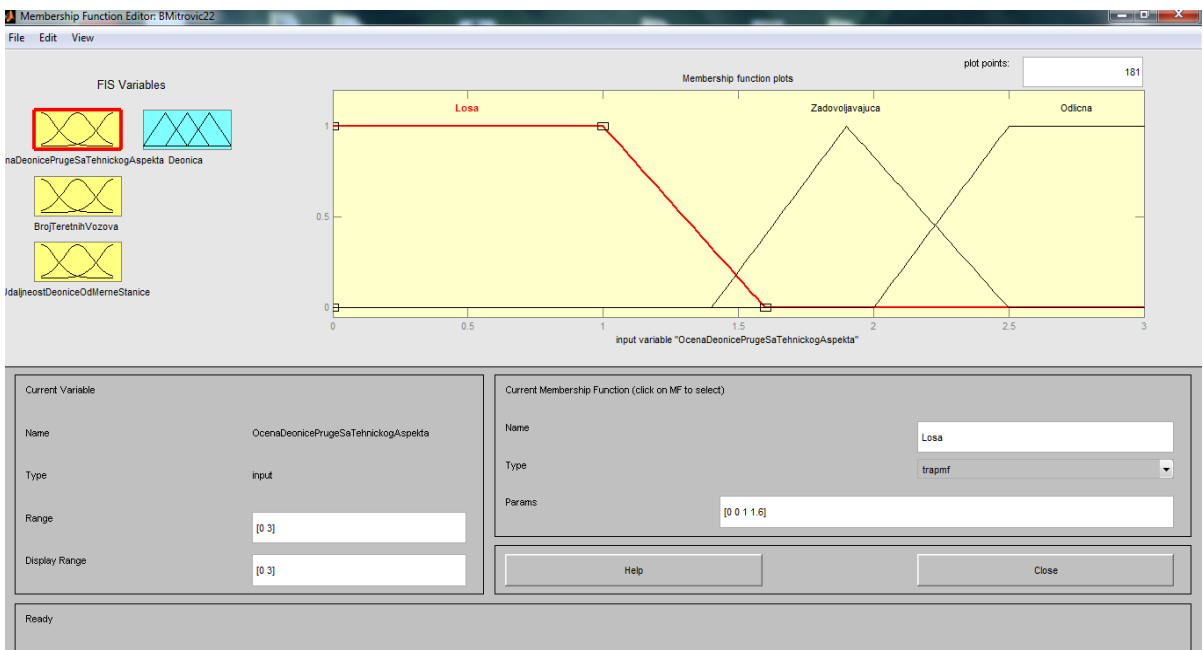 Membership Function Editor: BMitrovic22
File Edit View
FIS Variables
naDeonicePrugeSaTehnickogAspekta Deonica
BrojTeretnihVozova
UdaljneostDeoniceOdMerneStanice
plot points:
181
Membership function plots
Losa
Zadovoljavajuca
Odlicna
1
0.5
0
0 0.5 1 1.5 2 2.5 3
input variable "OcenaDeonicePrugeSaTehnickogAspekta"
Current Variable
Name OcenaDeonicePrugeSaTehnickogAspekta
Type input
Range [0 3]
Display Range [0 3]
Current Membership Function (click on MF to select)
Name Losa
Type trapmf
Params [0 0 1 1.6]
Help Close
Ready